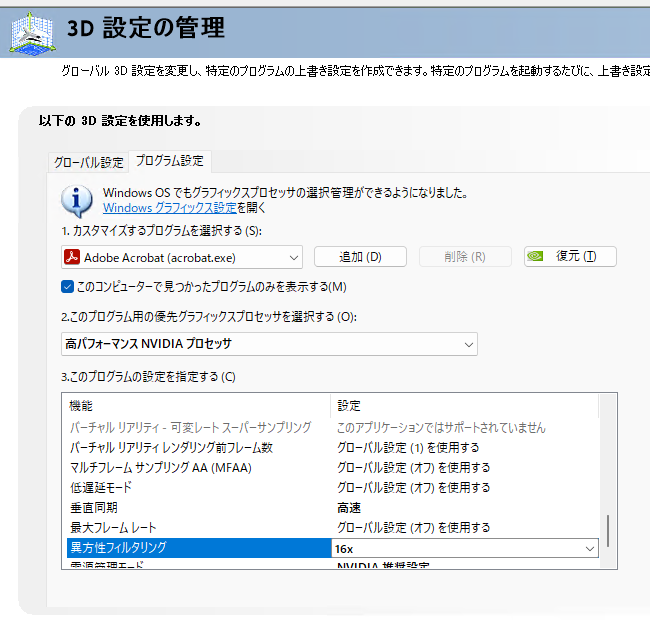 3D 設定の管理
グローバル 3D 設定を変更し、特定のプログラムの上書き設定を作成できます。特定のプログラムを起動するたびに、上書き設定
以下の 3D 設定を使用します。
グローバル設定 プログラム設定
Windows OS でもグラフィックスプロセッサの選択管理ができるようになりました。
Windows グラフィックス設定を開く
1. カスタマイズするプログラムを選択する (S):
Adobe Acrobat (acrobat.exe) 追加 (D) 削除 (R) 復元 (T)
このコンピューターで見つかったプログラムのみを表示する(M)
2.このプログラム用の優先グラフィックスプロセッサを選択する (O):
高パフォーマンス NVIDIA プロセッサ
3.このプログラムの設定を指定する (C)
機能 設定
バーチャル リアリティ - 可変レート スーパーサンプリング このアプリケーションではサポートされていません
バーチャル リアリティ レンダリング前フレーム数 グローバル設定 (1) を使用する
マルチフレーム サンプリング AA (MFAA) グローバル設定 (オフ) を使用する
低遅延モード グローバル設定 (オフ) を使用する
垂直同期 高速
最大フレーム レート グローバル設定 (オフ) を使用する
異方性フィルタリング 16x
電源管理モード NVIDIA 推奨設定